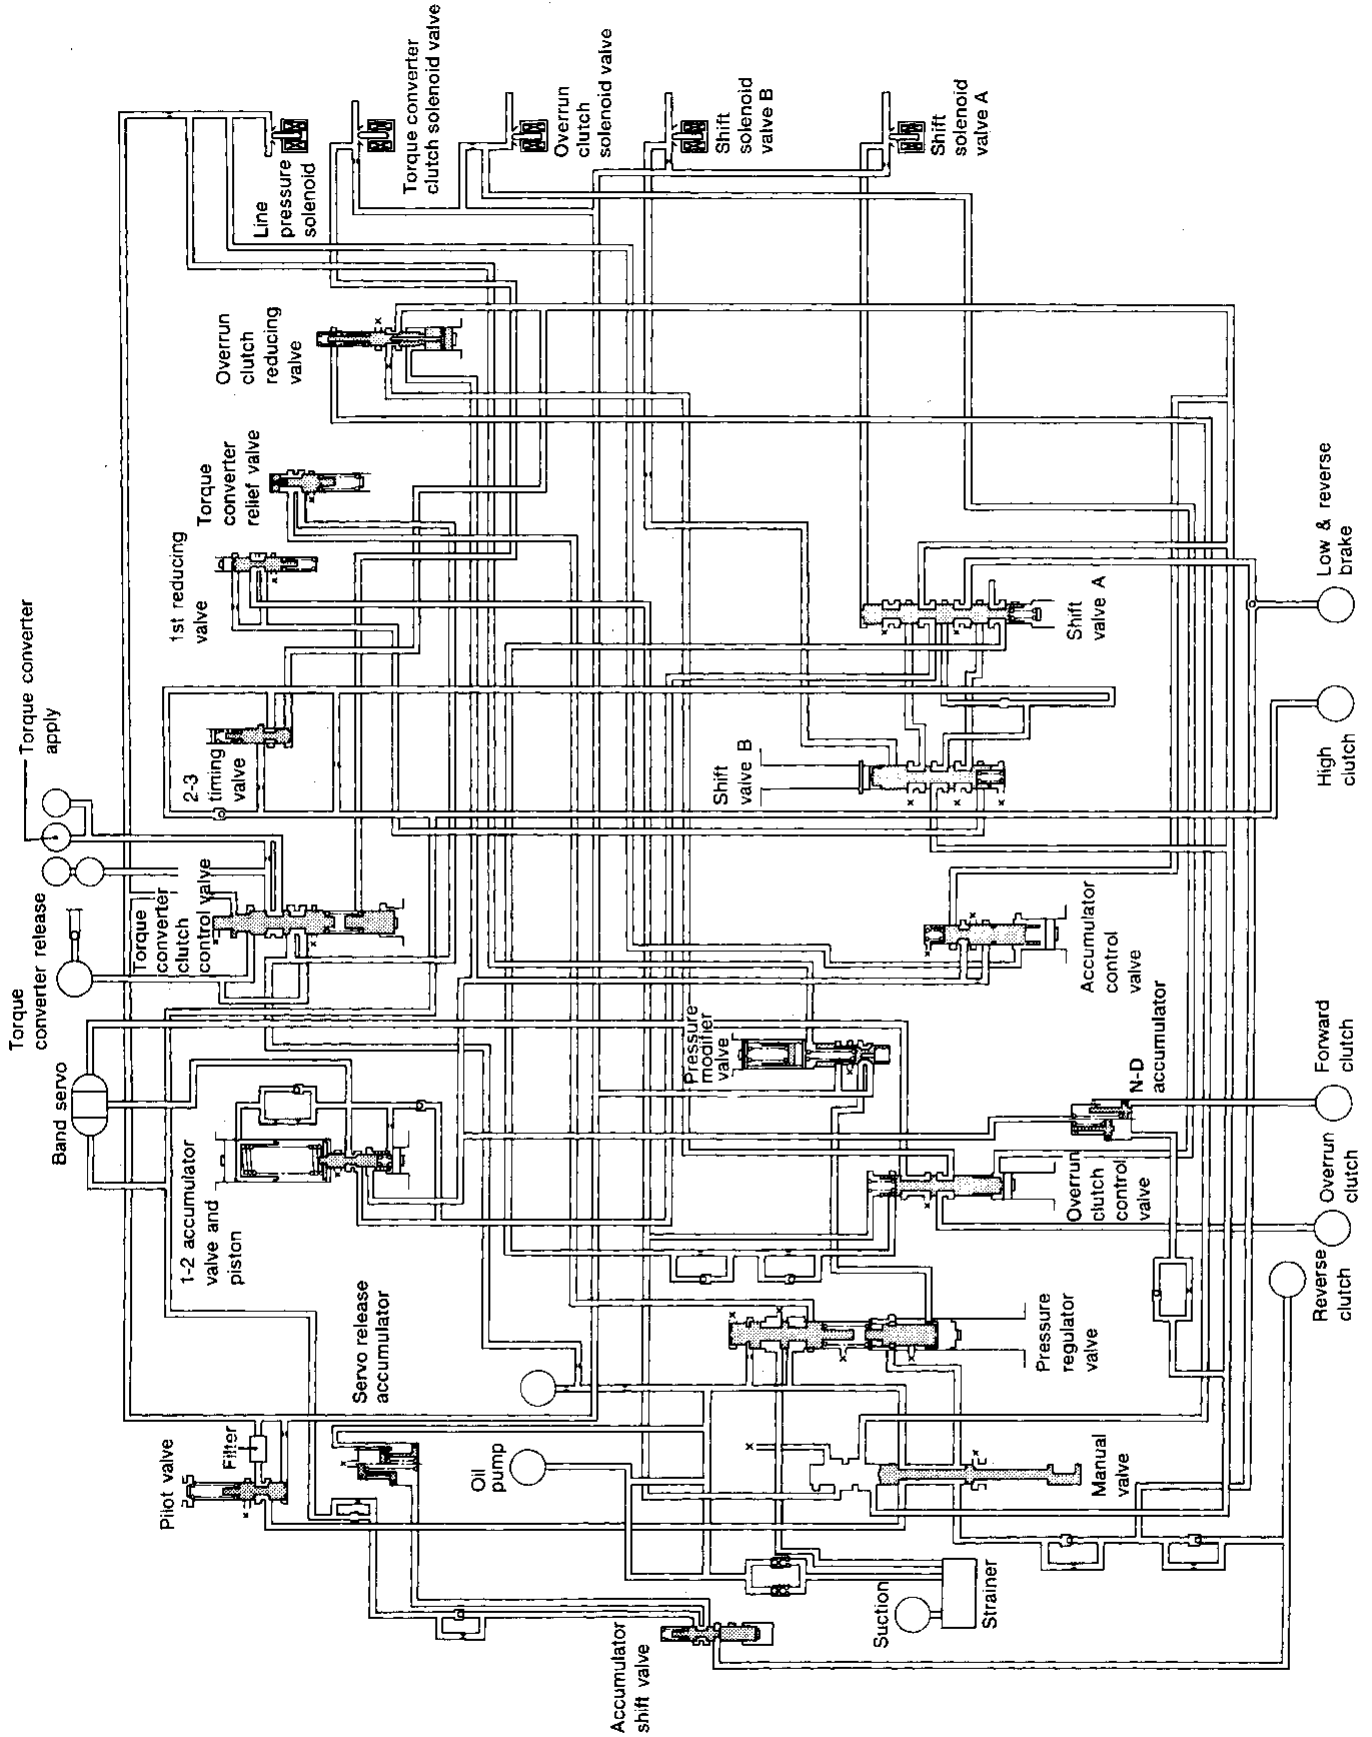 Torque
converter release
Torque converter
apply
Band servo
1-2 accumulator
valve and
piston
Servo release
accumulator
Pilot valve
Filter
Oil
pump
Accumulator
shift valve
Suction
Strainer
Manual
valve
Pressure
regulator
valve
Pressure
modifier
valve
Overrun
clutch
control
valve
N-D
accumulator
Accumulator
control
valve
Torque
converter
clutch
control valve
2-3
timing
valve
1st reducing
valve
Torque
converter
relief valve
Overrun
clutch
reducing
valve
Shift
valve B
Shift
valve A
Line
pressure
solenoid
Torque converter
clutch solenoid valve
Overrun
clutch
solenoid valve
Shift
solenoid
valve B
Shift
solenoid
valve A
Reverse
clutch
Overrun
clutch
Forward
clutch
High
clutch
Low & reverse
brake